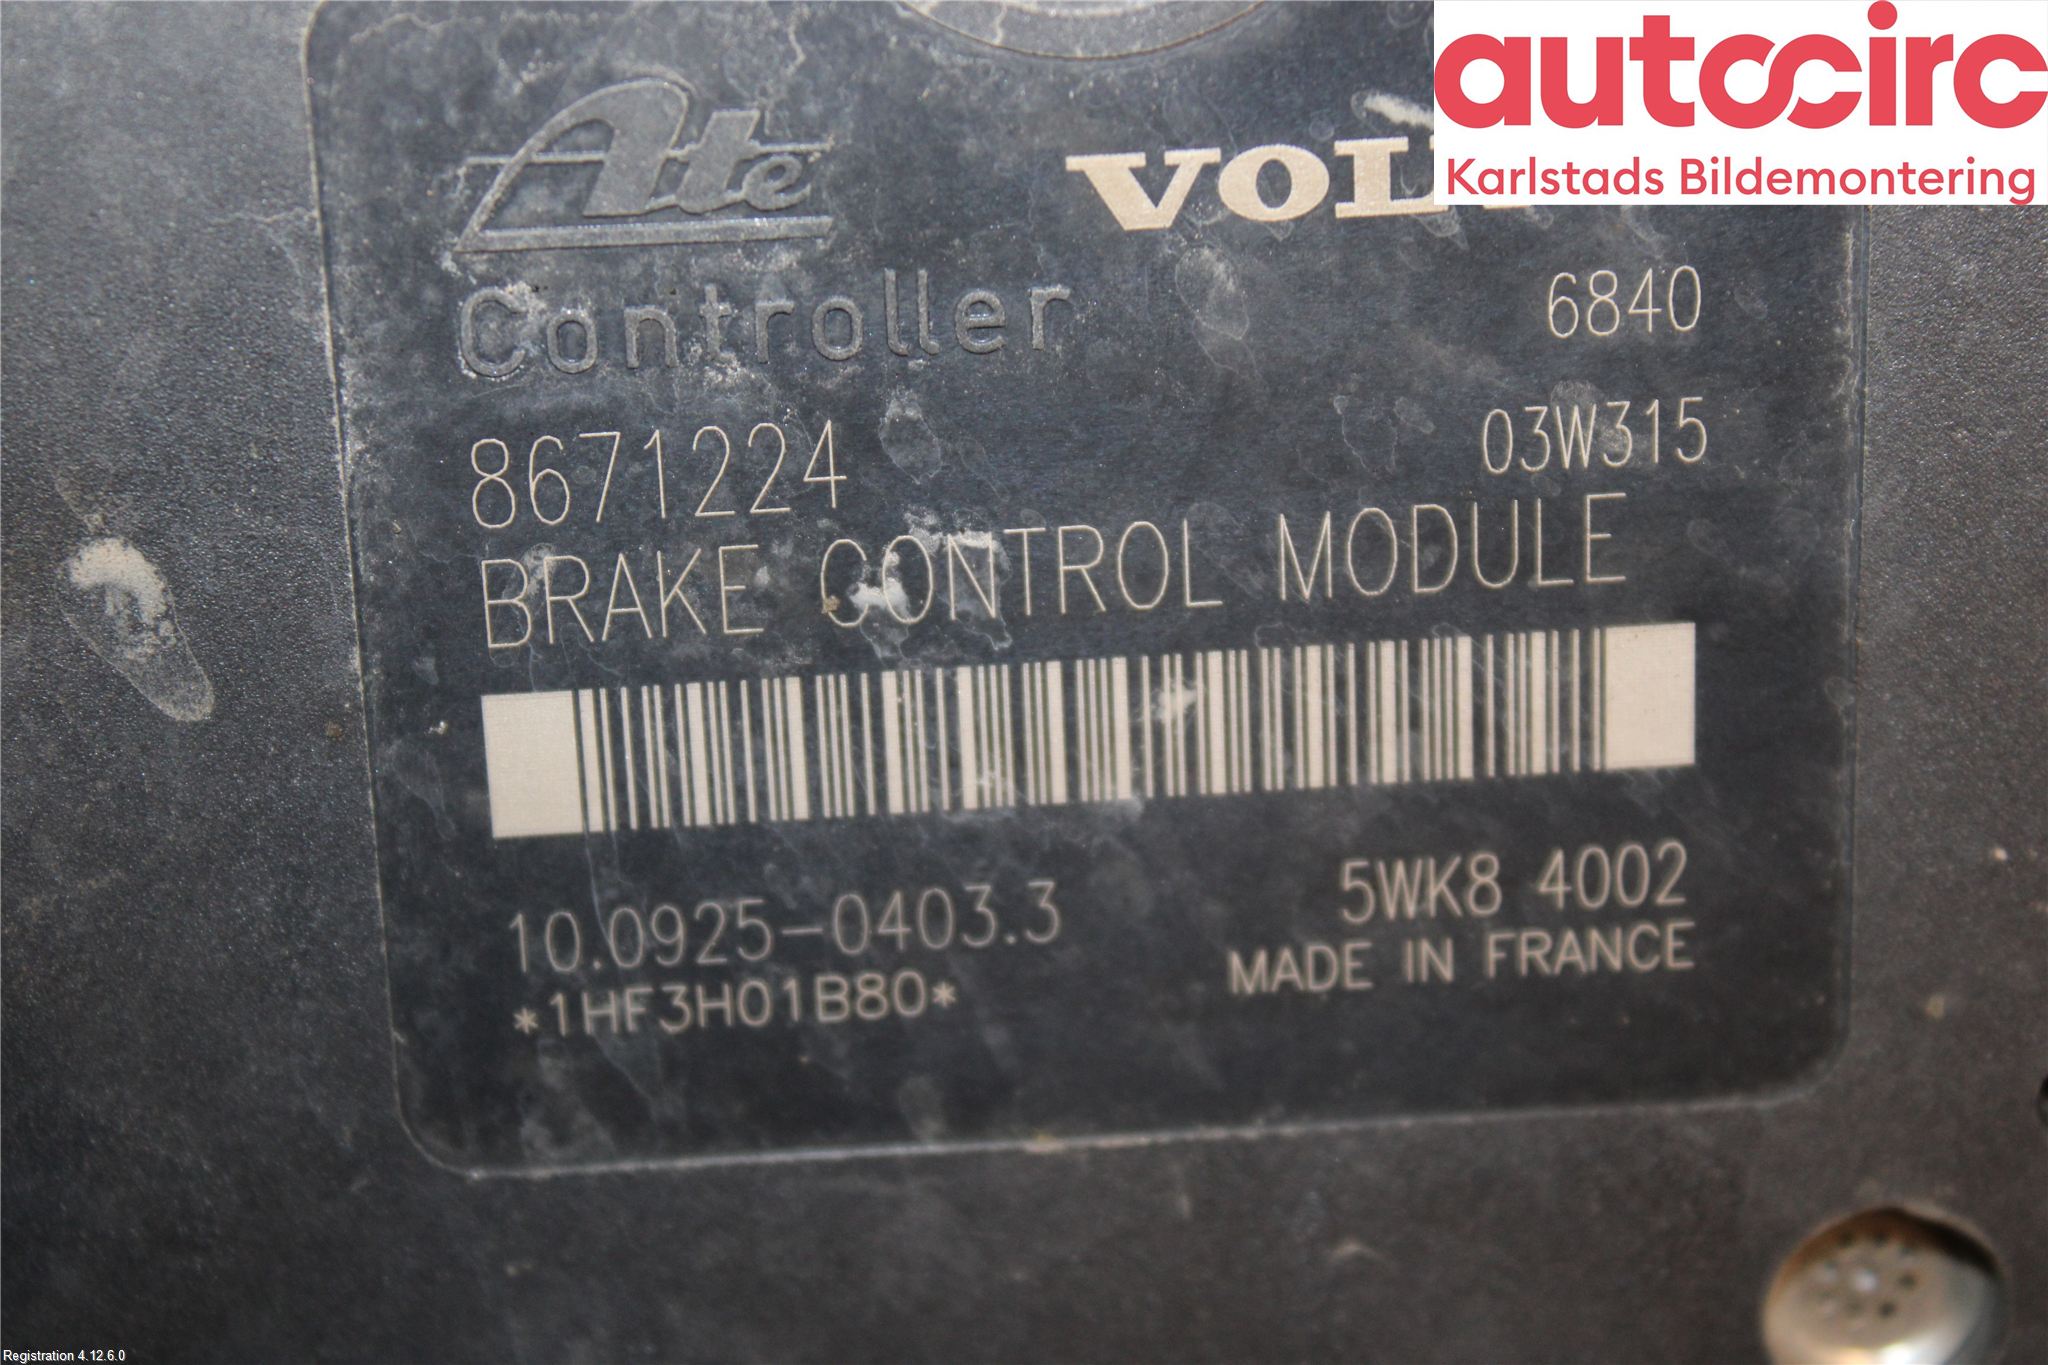 autocirc
Karlstads Bildemontering
Ate
VOL
Controller
6840
03W315
8671224
BRAKE CONTROL MODULE
10.0925-0403.3
5WK8 4002
*1HF3H01B80*
MADE IN FRANCE
Registration 4.12.6.0